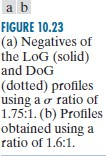 a b
FIGURE 10.23
(a) Negatives of
the LoG (solid)
and DoG
(dotted) profiles
using a σ ratio of
1.75:1. (b) Profiles
obtained using a
ratio of 1.6:1.